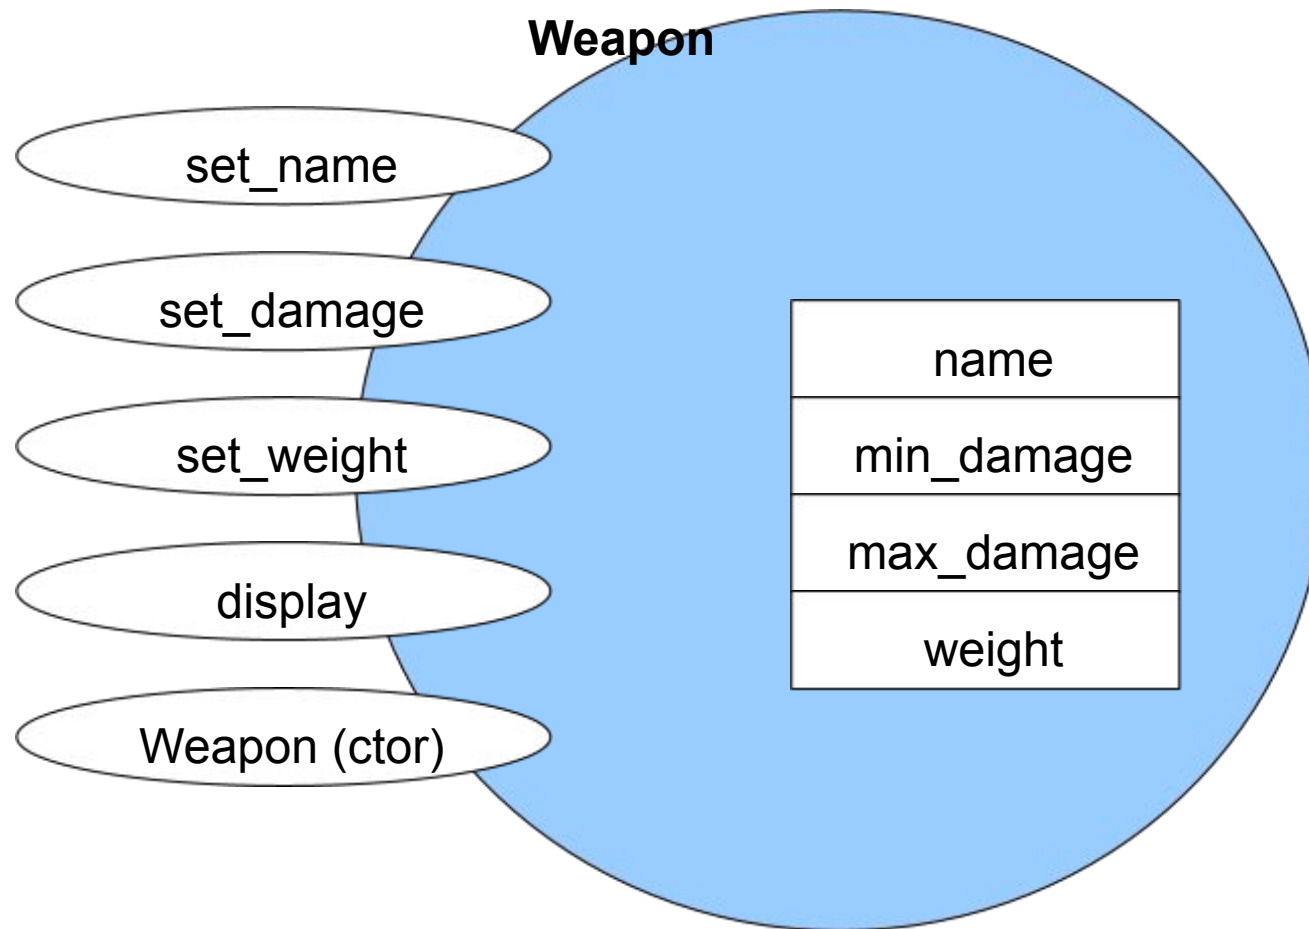 Weapon
set_name
set_damage
set_weight
display
Weapon (ctor)
name
min_damage
max_damage
weight